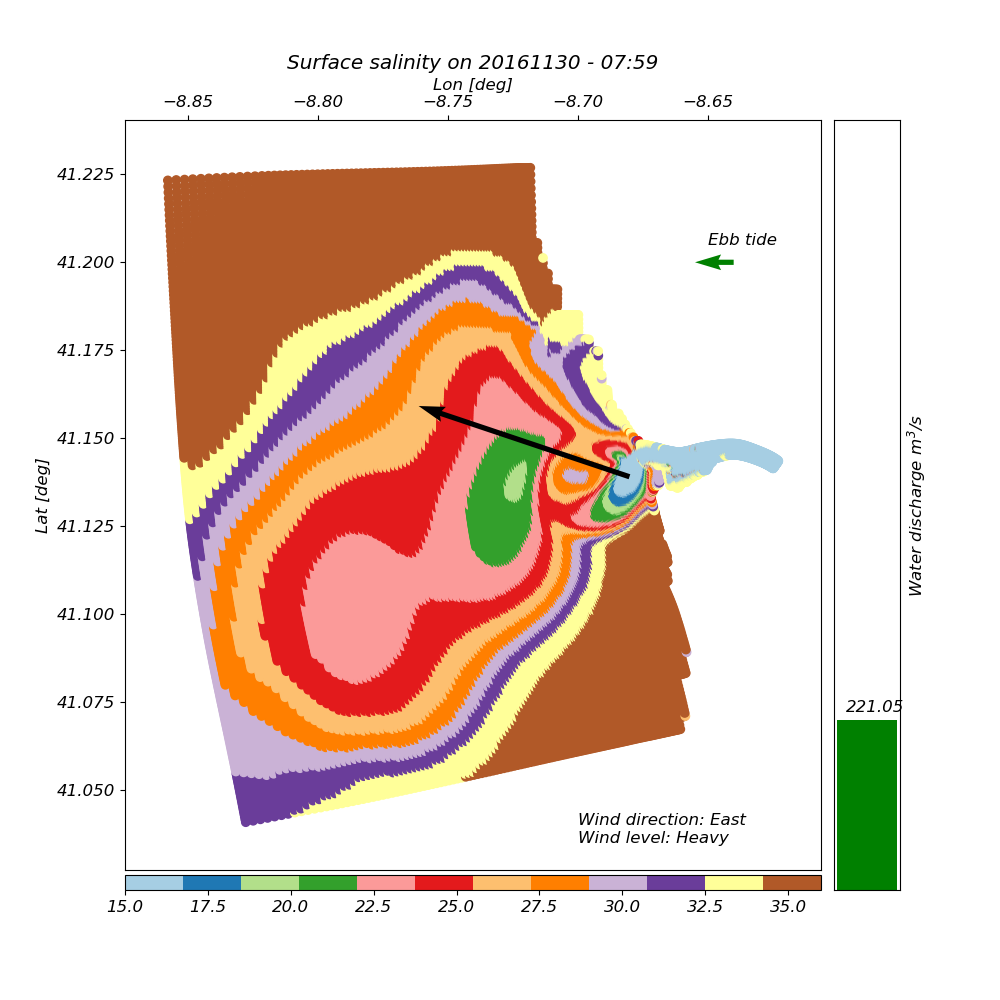 Surface salinity on 20161130 - 07:59
Lon [deg]
−8.85 −8.80 −8.75 −8.70 −8.65
41.225
41.200
41.175
41.150
41.125
41.100
41.075
41.050
Lat [deg]
Ebb tide
Wind direction: East
Wind level: Heavy
15.0 17.5 20.0 22.5 25.0 27.5 30.0 32.5 35.0
221.05
Water discharge m³/s